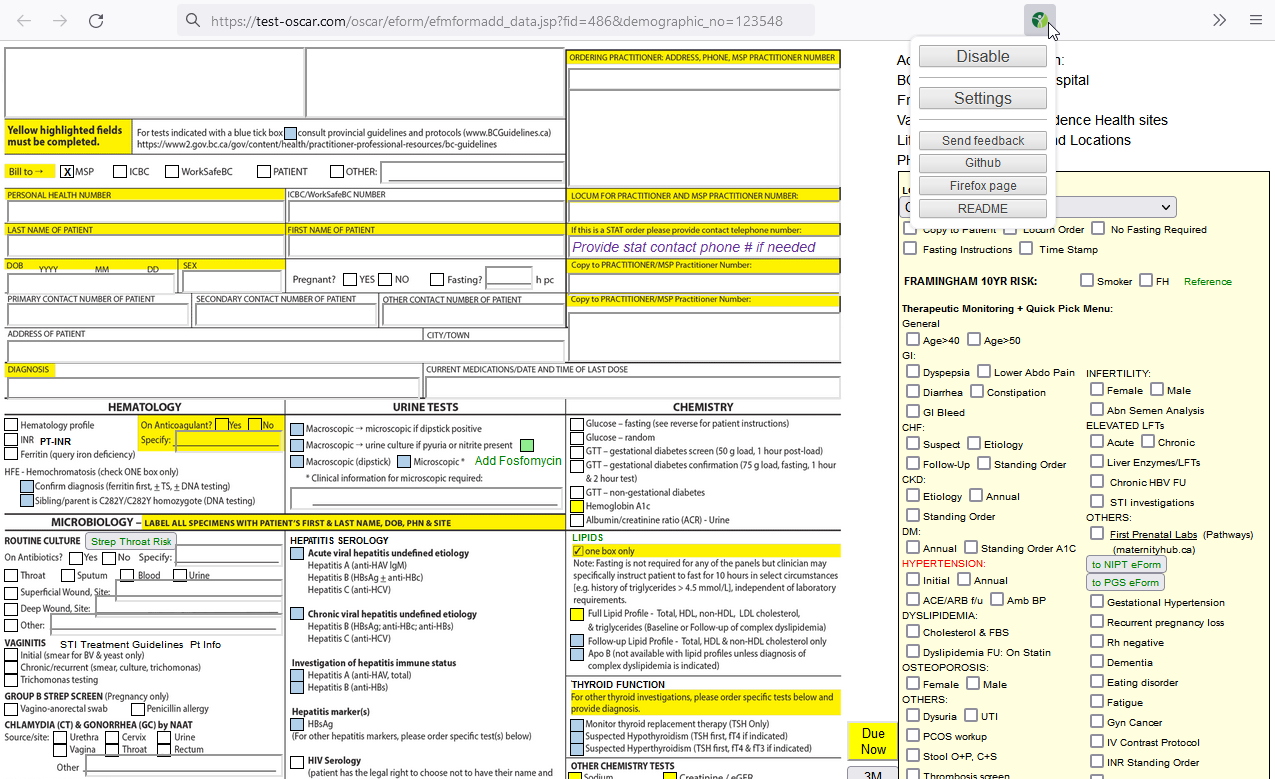 https://test-oscar.com/oscar/eform/efmformadd_data.jsp?fid=486&demographic_no=123548
Disable
Settings
Send feedback
Github
Firefox page
README
ORDERING PRACTITIONER: ADDRESS, PHONE, MSP PRACTITIONER NUMBER
Yellow highlighted fields
must be completed.
For tests indicated with a blue tick box consult provincial guidelines and protocols (www.BCGuidelines.ca)
https://www2.gov.bc.ca/gov/content/health/practitioner-professional-resources/bc-guidelines
Bill to → X MSP ICBC WorkSafeBC PATIENT OTHER:
PERSONAL HEALTH NUMBER
ICBC/WorkSafeBC NUMBER
LOCUM FOR PRACTITIONER AND MSP PRACTITIONER NUMBER:
LAST NAME OF PATIENT
FIRST NAME OF PATIENT
If this is a STAT order please provide contact telephone number:
Provide stat contact phone # if needed
DOB YYYY MM DD
SEX
Pregnant? YES NO Fasting? h pc
Copy to PRACTITIONER/MSP Practitioner Number:
PRIMARY CONTACT NUMBER OF PATIENT
SECONDARY CONTACT NUMBER OF PATIENT
OTHER CONTACT NUMBER OF PATIENT
Copy to PRACTITIONER/MSP Practitioner Number:
ADDRESS OF PATIENT
CITY/TOWN
DIAGNOSIS
CURRENT MEDICATIONS/DATE AND TIME OF LAST DOSE
HEMATOLOGY
Hematology profile
INR PT-INR
Ferritin (query iron deficiency)
On Anticoagulant? Yes No
Specify:
HFE - Hemochromatosis (check ONE box only)
Confirm diagnosis (ferritin first, ± TS, ± DNA testing)
Sibling/parent is C282Y/C282Y homozygote (DNA testing)
URINE TESTS
Macroscopic → microscopic if dipstick positive
Macroscopic → urine culture if pyuria or nitrite present
Macroscopic (dipstick) Microscopic * Add Fosfomycin
* Clinical information for microscopic required:
CHEMISTRY
Glucose – fasting (see reverse for patient instructions)
Glucose – random
GTT – gestational diabetes screen (50 g load, 1 hour post-load)
GTT – gestational diabetes confirmation (75 g load, fasting, 1 hour
& 2 hour test)
GTT – non-gestational diabetes
Hemoglobin A1c
Albumin/creatinine ratio (ACR) - Urine
MICROBIOLOGY – LABEL ALL SPECIMENS WITH PATIENT'S FIRST & LAST NAME, DOB, PHN & SITE
ROUTINE CULTURE Strep Throat Risk
On Antibiotics? Yes No Specify:
Throat Sputum Blood Urine
Superficial Wound, Site:
Deep Wound, Site:
Other:
VAGINITIS STI Treatment Guidelines Pt Info
Initial (smear for BV & yeast only)
Chronic/recurrent (smear, culture, trichomonas)
Trichomonas testing
GROUP B STREP SCREEN (Pregnancy only)
Vagino-anorectal swab Penicillin allergy
CHLAMYDIA (CT) & GONORRHEA (GC) by NAAT
Source/site: Urethra Cervix Urine
Vagina Throat Rectum
Other
HEPATITIS SEROLOGY
Acute viral hepatitis undefined etiology
Hepatitis A (anti-HAV IgM)
Hepatitis B (HBsAg ± anti-HBc)
Hepatitis C (anti-HCV)
Chronic viral hepatitis undefined etiology
Hepatitis B (HBsAg; anti-HBc; anti-HBs)
Hepatitis C (anti-HCV)
Investigation of hepatitis immune status
Hepatitis A (anti-HAV, total)
Hepatitis B (anti-HBs)
Hepatitis marker(s)
HBsAg
(For other hepatitis markers, please order specific test(s) below)
HIV Serology
(patient has the legal right to choose not to have their name and
LIPIDS
✓ one box only
Note: Fasting is not required for any of the panels but clinician may
specifically instruct patient to fast for 10 hours in select circumstances
[e.g. history of triglycerides > 4.5 mmol/L], independent of laboratory
requirements.
Full Lipid Profile - Total, HDL, non-HDL, LDL cholesterol,
& triglycerides (Baseline or Follow-up of complex dyslipidemia)
Follow-up Lipid Profile - Total, HDL & non-HDL cholesterol only
Apo B (not available with lipid profiles unless diagnosis of
complex dyslipidemia is indicated)
THYROID FUNCTION
For other thyroid investigations, please order specific tests below and
provide diagnosis.
Monitor thyroid replacement therapy (TSH Only)
Suspected Hypothyroidism (TSH first, fT4 if indicated)
Suspected Hyperthyroidism (TSH first, fT4 & fT3 if indicated)
OTHER CHEMISTRY TESTS
Sodium Creatinine / eGFR
Due
Now
3M
spital
dence Health sites
d Locations
Copy to Patient Locum Order No Fasting Required
Fasting Instructions Time Stamp
FRAMINGHAM 10YR RISK: Smoker FH Reference
Therapeutic Monitoring + Quick Pick Menu:
General
Age>40 Age>50
GI:
Dyspepsia Lower Abdo Pain
Diarrhea Constipation
GI Bleed
CHF:
Suspect Etiology
Follow-Up Standing Order
CKD:
Etiology Annual
Standing Order
DM:
Annual Standing Order A1C
HYPERTENSION:
Initial Annual
ACE/ARB f/u Amb BP
DYSLIPIDEMIA:
Cholesterol & FBS
Dyslipidemia FU: On Statin
OSTEOPOROSIS:
Female Male
OTHERS:
Dysuria UTI
PCOS workup
Stool O+P, C+S
Thrombosis screen
INFERTILITY:
Female Male
Abn Semen Analysis
ELEVATED LFTs
Acute Chronic
Liver Enzymes/LFTs
Chronic HBV FU
STI investigations
OTHERS:
First Prenatal Labs (Pathways)
(maternityhub.ca)
to NIPT eForm
to PGS eForm
Gestational Hypertension
Recurrent pregnancy loss
Rh negative
Dementia
Eating disorder
Fatigue
Gyn Cancer
IV Contrast Protocol
INR Standing Order